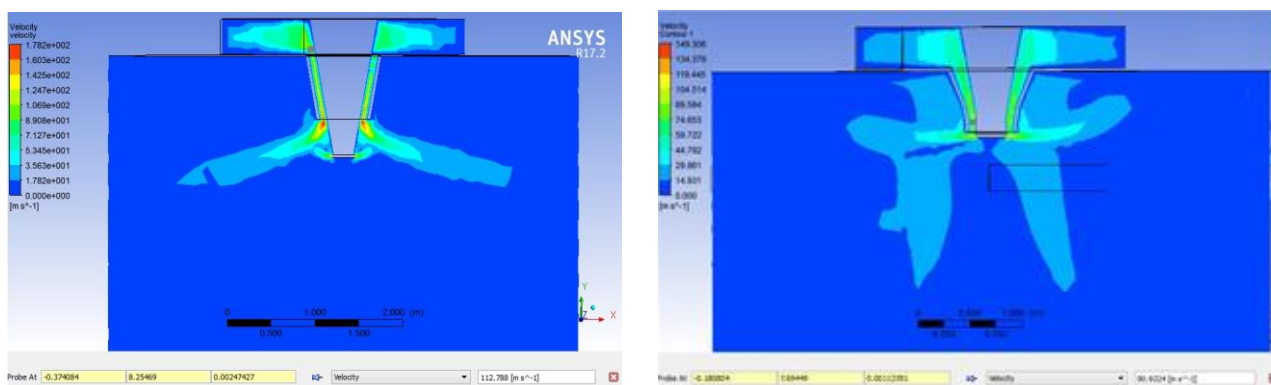 Velocity
velocity
1.782e+002
1.603e+002
1.425e+002
1.247e+002
1.069e+002
8.908e+001
7.127e+001
5.345e+001
3.563e+001
1.782e+001
0.000e+000
[m s^-1]
ANSYS
R17.2
0 1.000 2.000 (m)
0.500 1.500
Y
X
Z
Probe At -0.374084 8.25469 0.00247427 Velocity 112.788 [m s^-1]
Velocity
Contour 1
149.306
134.376
119.445
104.514
89.584
74.653
59.722
44.792
14.931
0.000
[m s^-1]
0 (m)
Probe At Velocity [m s^-1]